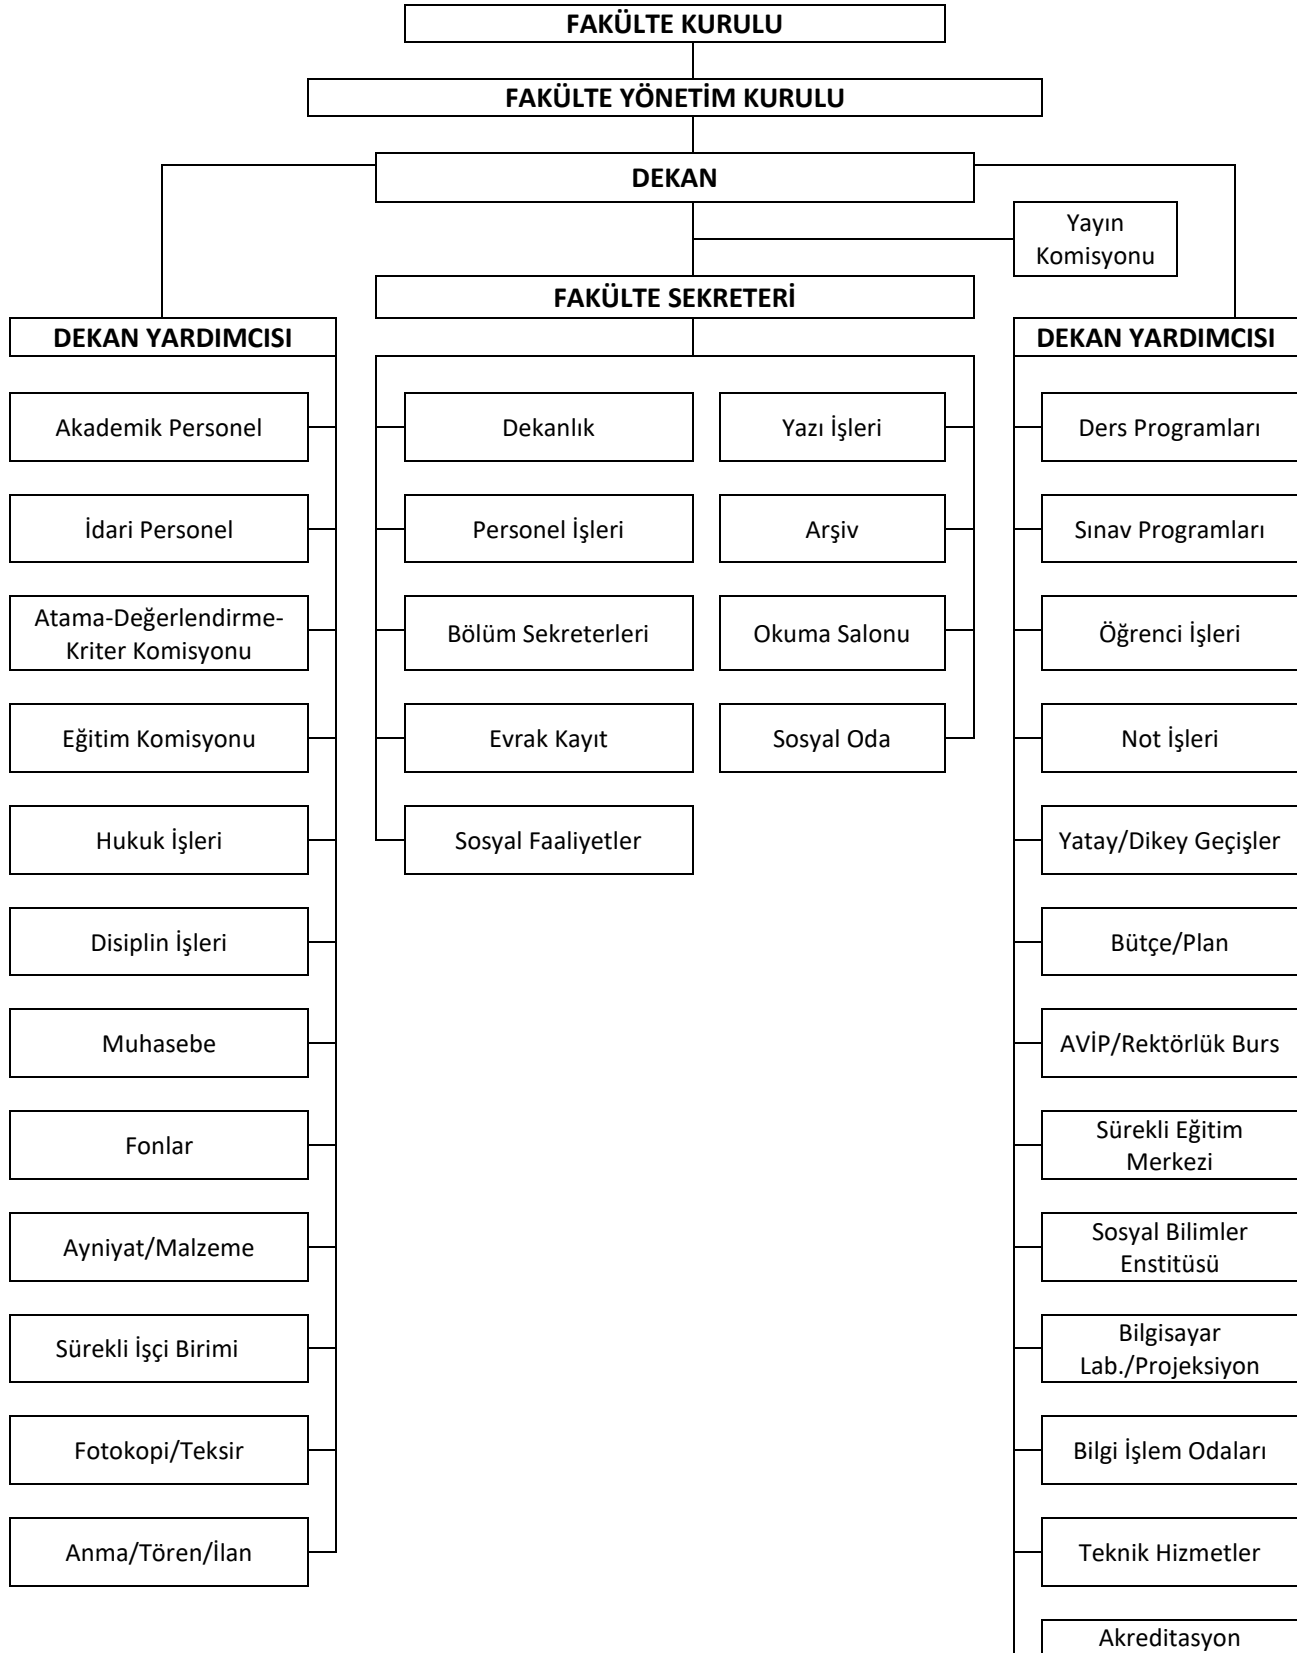 FAKÜLTE KURULU
FAKÜLTE YÖNETİM KURULU
DEKAN
Yayın
Komisyonu
FAKÜLTE SEKRETERİ
DEKAN YARDIMCISI
Akademik Personel
İdari Personel
Atama-Değerlendirme-
Kriter Komisyonu
Eğitim Komisyonu
Hukuk İşleri
Disiplin İşleri
Muhasebe
Fonlar
Ayniyat/Malzeme
Sürekli İşçi Birimi
Fotokopi/Teksir
Anma/Tören/İlan
Dekanlık
Personel İşleri
Bölüm Sekreterleri
Evrak Kayıt
Sosyal Faaliyetler
Yazı İşleri
Arşiv
Okuma Salonu
Sosyal Oda
DEKAN YARDIMCISI
Ders Programları
Sınav Programları
Öğrenci İşleri
Not İşleri
Yatay/Dikey Geçişler
Bütçe/Plan
AVİP/Rektörlük Burs
Sürekli Eğitim
Merkezi
Sosyal Bilimler
Enstitüsü
Bilgisayar
Lab./Projeksiyon
Bilgi İşlem Odaları
Teknik Hizmetler
Akreditasyon